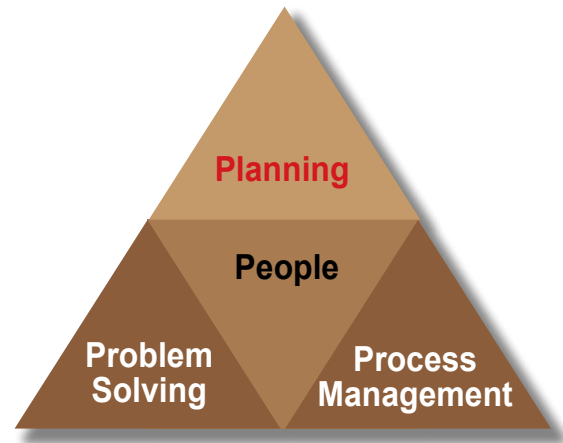 Planning
People
Problem
Solving
Process
Management